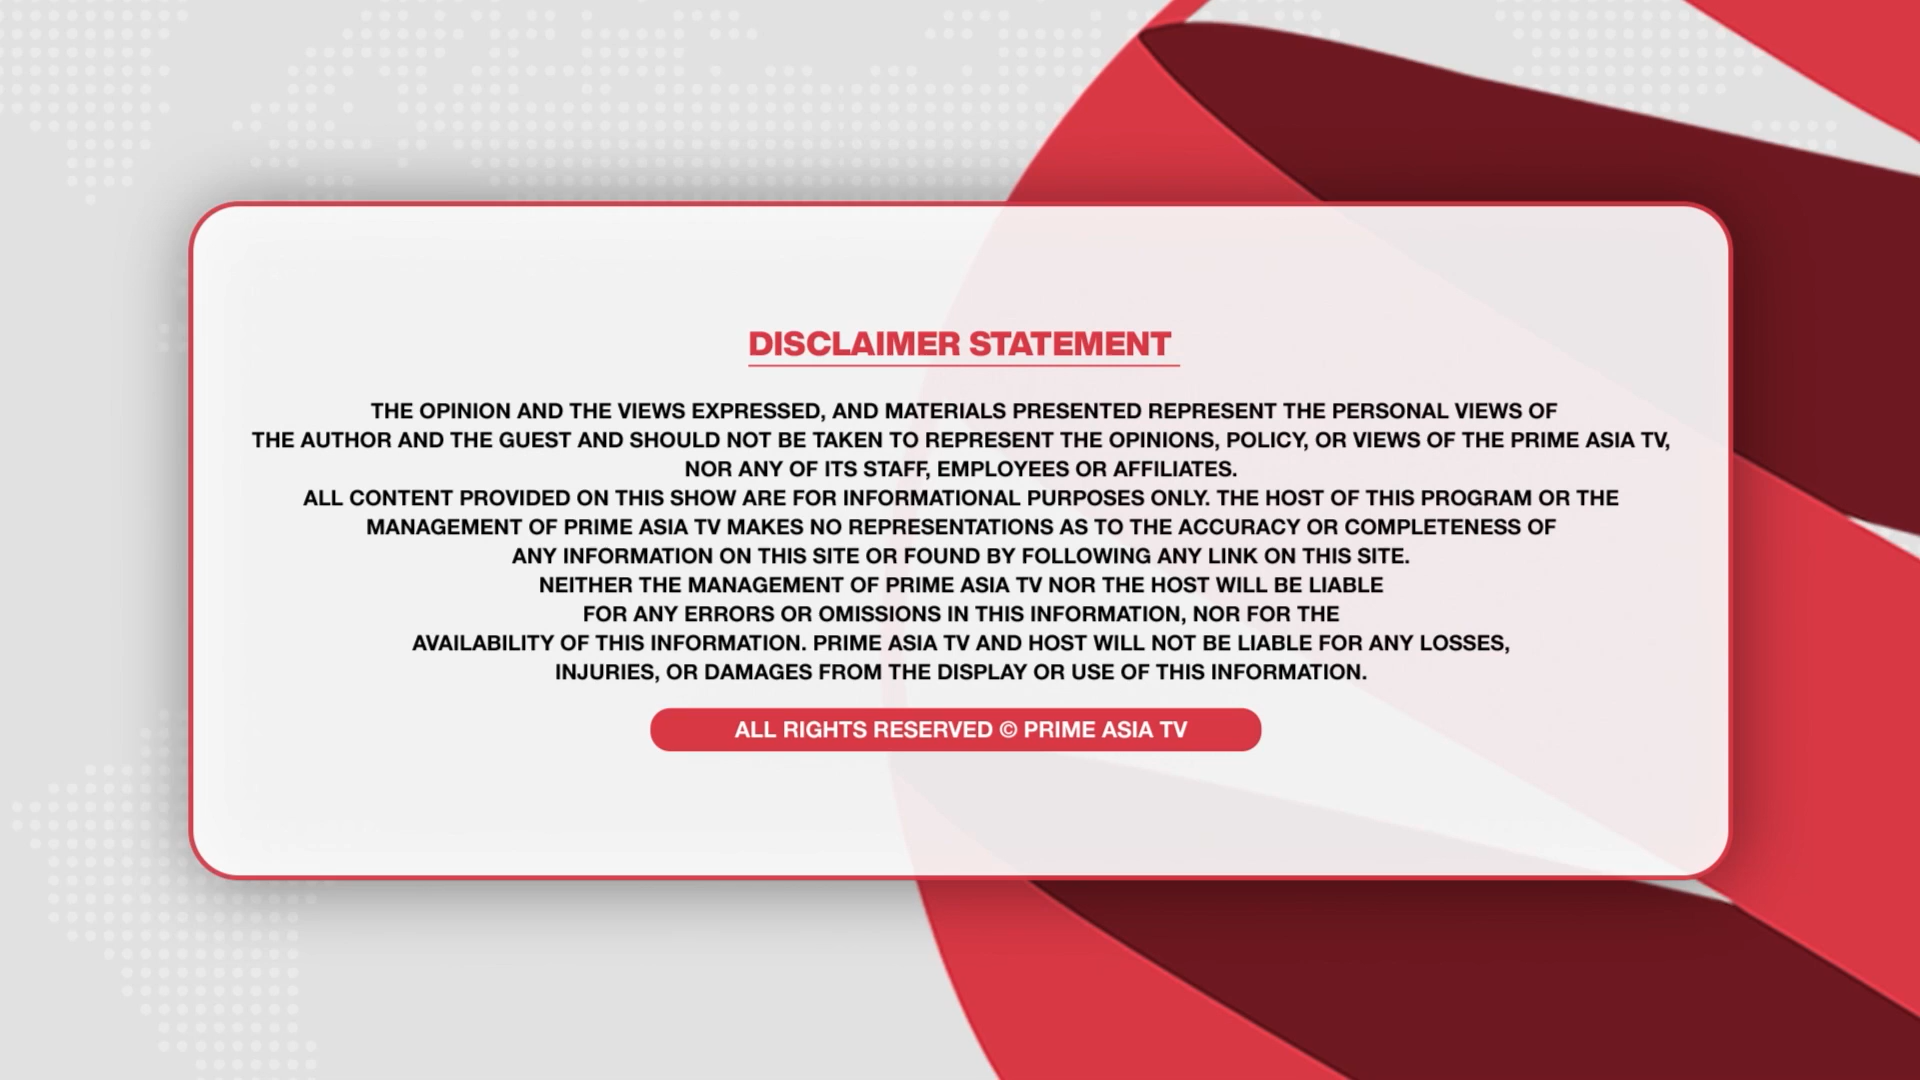 DISCLAIMER STATEMENT
THE OPINION AND THE VIEWS EXPRESSED, AND MATERIALS PRESENTED REPRESENT THE PERSONAL VIEWS OF
THE AUTHOR AND THE GUEST AND SHOULD NOT BE TAKEN TO REPRESENT THE OPINIONS, POLICY, OR VIEWS OF THE PRIME ASIA TV,
NOR ANY OF ITS STAFF, EMPLOYEES OR AFFILIATES.
ALL CONTENT PROVIDED ON THIS SHOW ARE FOR INFORMATIONAL PURPOSES ONLY. THE HOST OF THIS PROGRAM OR THE
MANAGEMENT OF PRIME ASIA TV MAKES NO REPRESENTATIONS AS TO THE ACCURACY OR COMPLETENESS OF
ANY INFORMATION ON THIS SITE OR FOUND BY FOLLOWING ANY LINK ON THIS SITE.
NEITHER THE MANAGEMENT OF PRIME ASIA TV NOR THE HOST WILL BE LIABLE
FOR ANY ERRORS OR OMISSIONS IN THIS INFORMATION, NOR FOR THE
AVAILABILITY OF THIS INFORMATION. PRIME ASIA TV AND HOST WILL NOT BE LIABLE FOR ANY LOSSES,
INJURIES, OR DAMAGES FROM THE DISPLAY OR USE OF THIS INFORMATION.
ALL RIGHTS RESERVED © PRIME ASIA TV